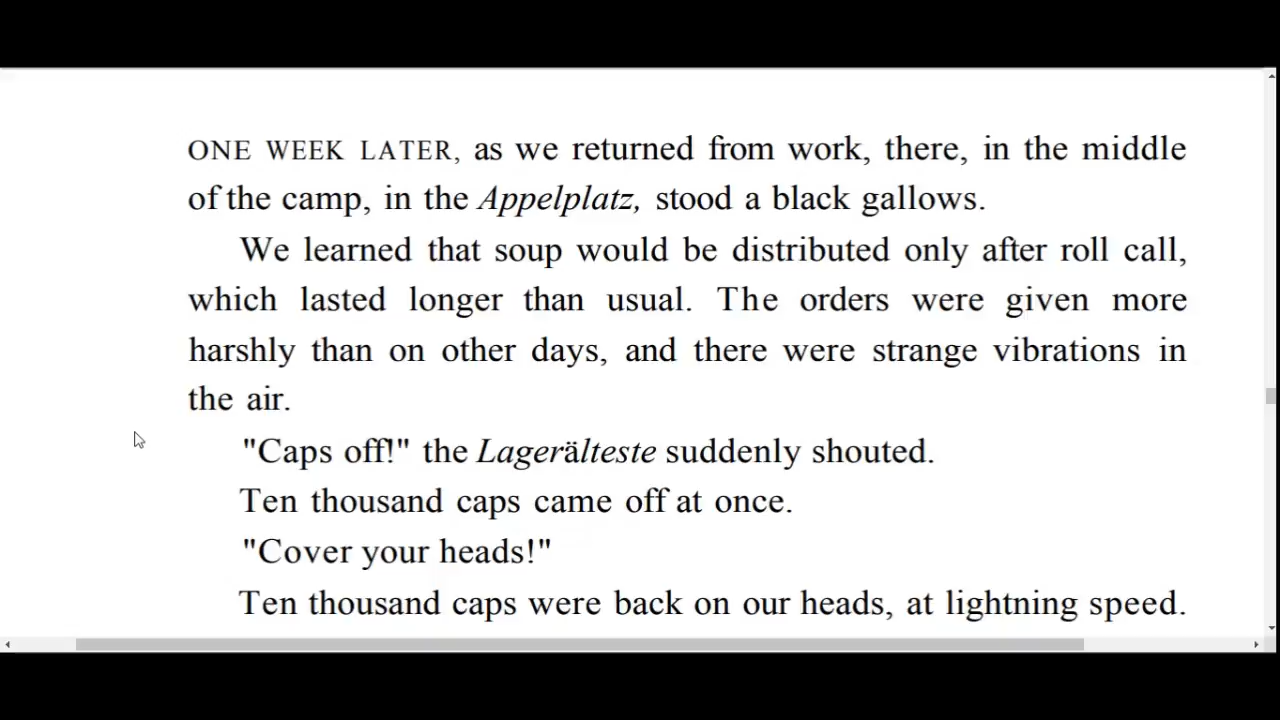 ONE WEEK LATER, as we returned from work, there, in the middle
of the camp, in the Appelplatz, stood a black gallows.
We learned that soup would be distributed only after roll call,
which lasted longer than usual. The orders were given more
harshly than on other days, and there were strange vibrations in
the air.
"Caps off!" the Lagerälteste suddenly shouted.
Ten thousand caps came off at once.
"Cover your heads!"
Ten thousand caps were back on our heads, at lightning speed.